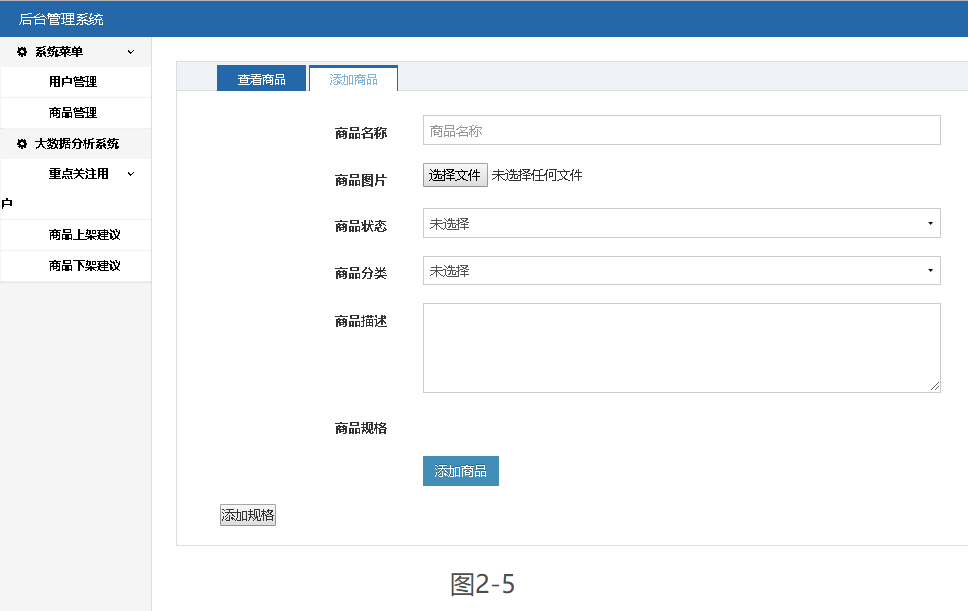 后台管理系统
系统菜单
用户管理
商品管理
大数据分析系统
重点关注用
户
商品上架建议
商品下架建议
查看商品 添加商品
商品名称 商品名称
商品图片 选择文件 未选择任何文件
商品状态 未选择
商品分类 未选择
商品描述
商品规格
添加商品
添加规格
图2-5